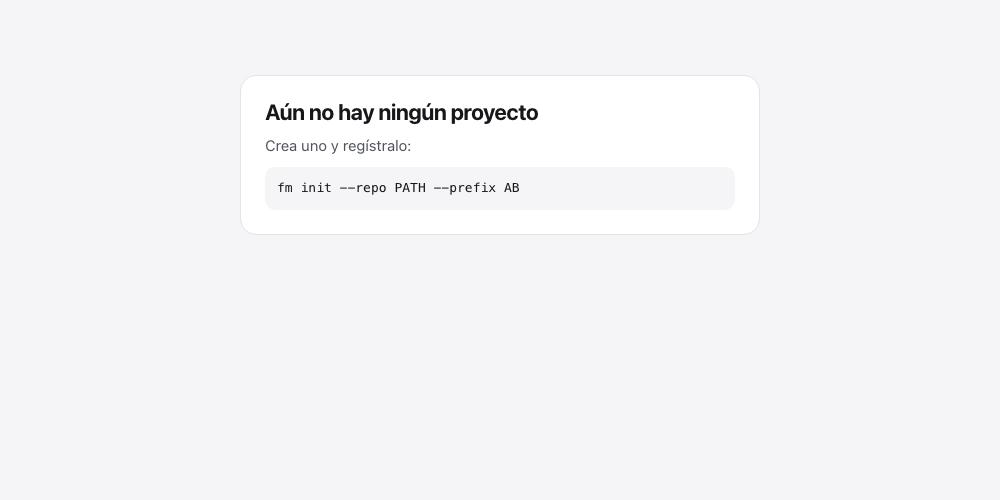 Aún no hay ningún proyecto
Crea uno y regístralo:
fm init --repo PATH --prefix AB